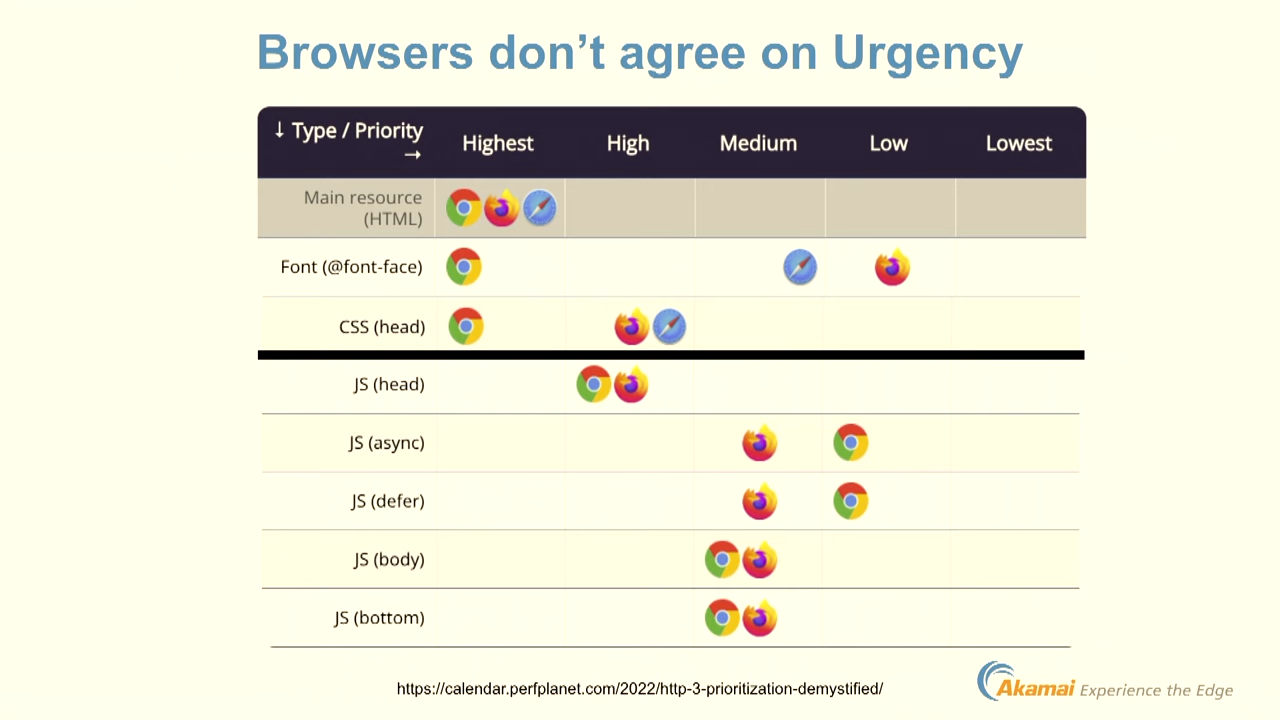 Browsers don’t agree on Urgency
↓ Type / Priority →
Highest
High
Medium
Low
Lowest
Main resource
(HTML)
Font (@font-face)
CSS (head)
JS (head)
JS (async)
JS (defer)
JS (body)
JS (bottom)
https://calendar.perfplanet.com/2022/http-3-prioritization-demystified/
Akamai Experience the Edge